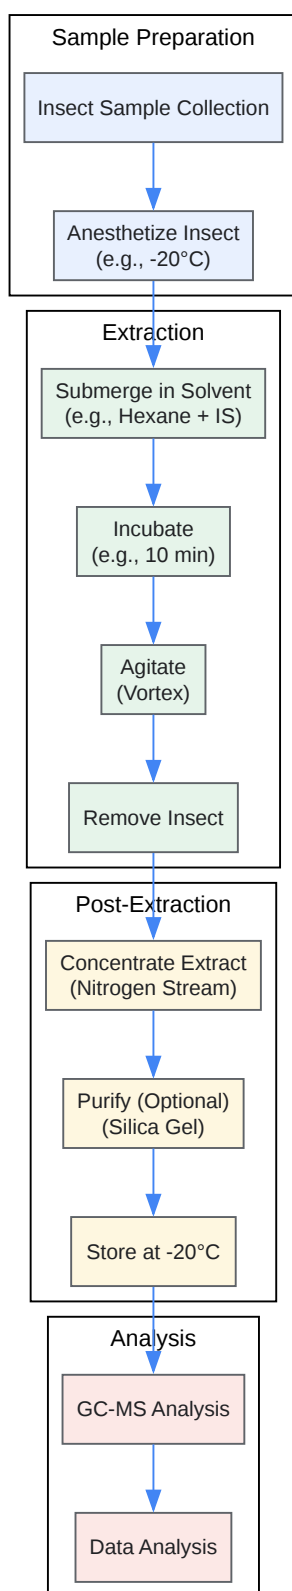 Sample Preparation
Insect Sample Collection
Anesthetize Insect
(e.g., -20°C)
Extraction
Submerge in Solvent
(e.g., Hexane + IS)
Incubate
(e.g., 10 min)
Agitate
(Vortex)
Remove Insect
Post-Extraction
Concentrate Extract
(Nitrogen Stream)
Purify (Optional)
(Silica Gel)
Store at -20°C
Analysis
GC-MS Analysis
Data Analysis